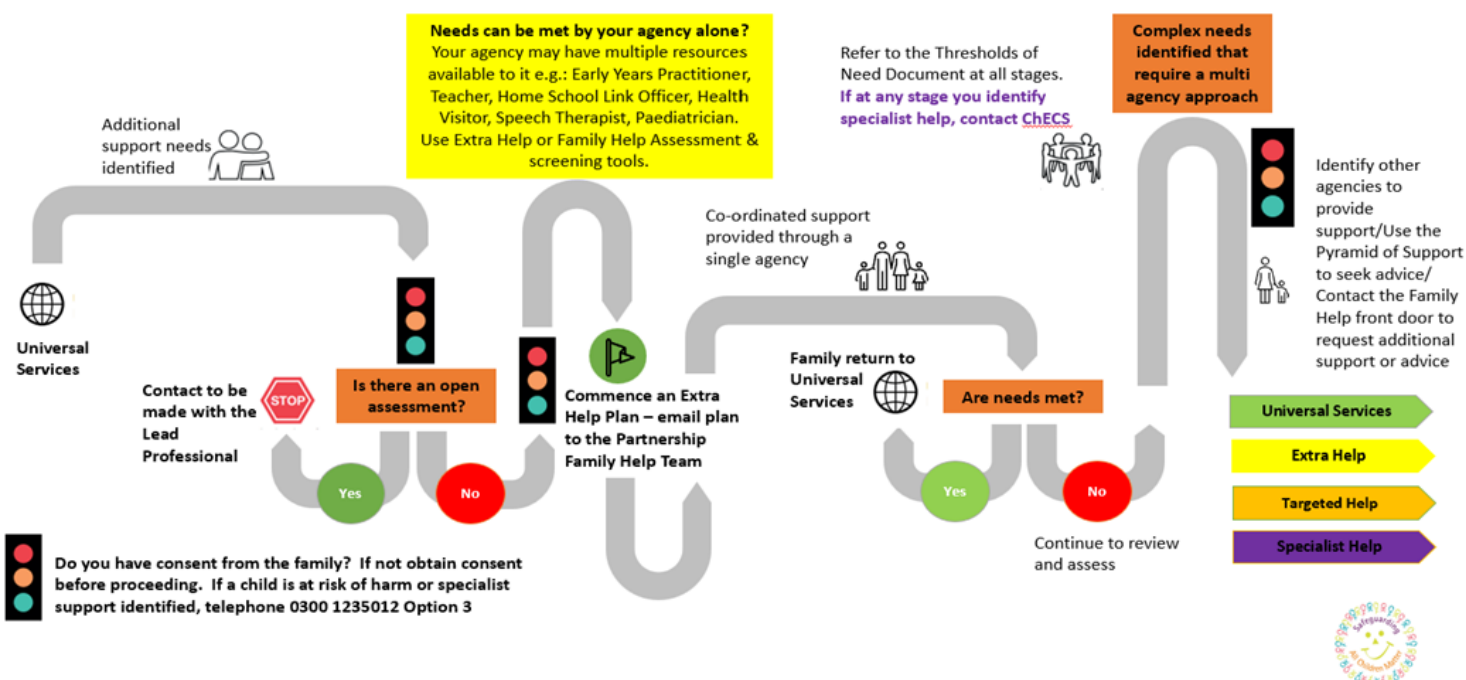 Additional
support needs
identified
Universal
Services
Needs can be met by your agency alone?
Your agency may have multiple resources
available to it e.g.: Early Years Practitioner,
Teacher, Home School Link Officer, Health
Visitor, Speech Therapist, Paediatrician.
Use Extra Help or Family Help Assessment &
screening tools.
Contact to be
made with the
Lead
Professional
STOP
Is there an open
assessment?
Yes
No
Commence an Extra
Help Plan – email plan
to the Partnership
Family Help Team
Co-ordinated support
provided through a
single agency
Refer to the Thresholds of
Need Document at all stages.
If at any stage you identify
specialist help, contact ChECS
Family return to
Universal
Services
Are needs met?
Yes
No
Continue to review
and assess
Complex needs
identified that
require a multi
agency approach
Identify other
agencies to
provide
support/Use the
Pyramid of Support
to seek advice/
Contact the Family
Help front door to
request additional
support or advice
Universal Services
Extra Help
Targeted Help
Specialist Help
Do you have consent from the family? If not obtain consent
before proceeding. If a child is at risk of harm or specialist
support identified, telephone 0300 1235012 Option 3
Safeguarding
All Children Matter